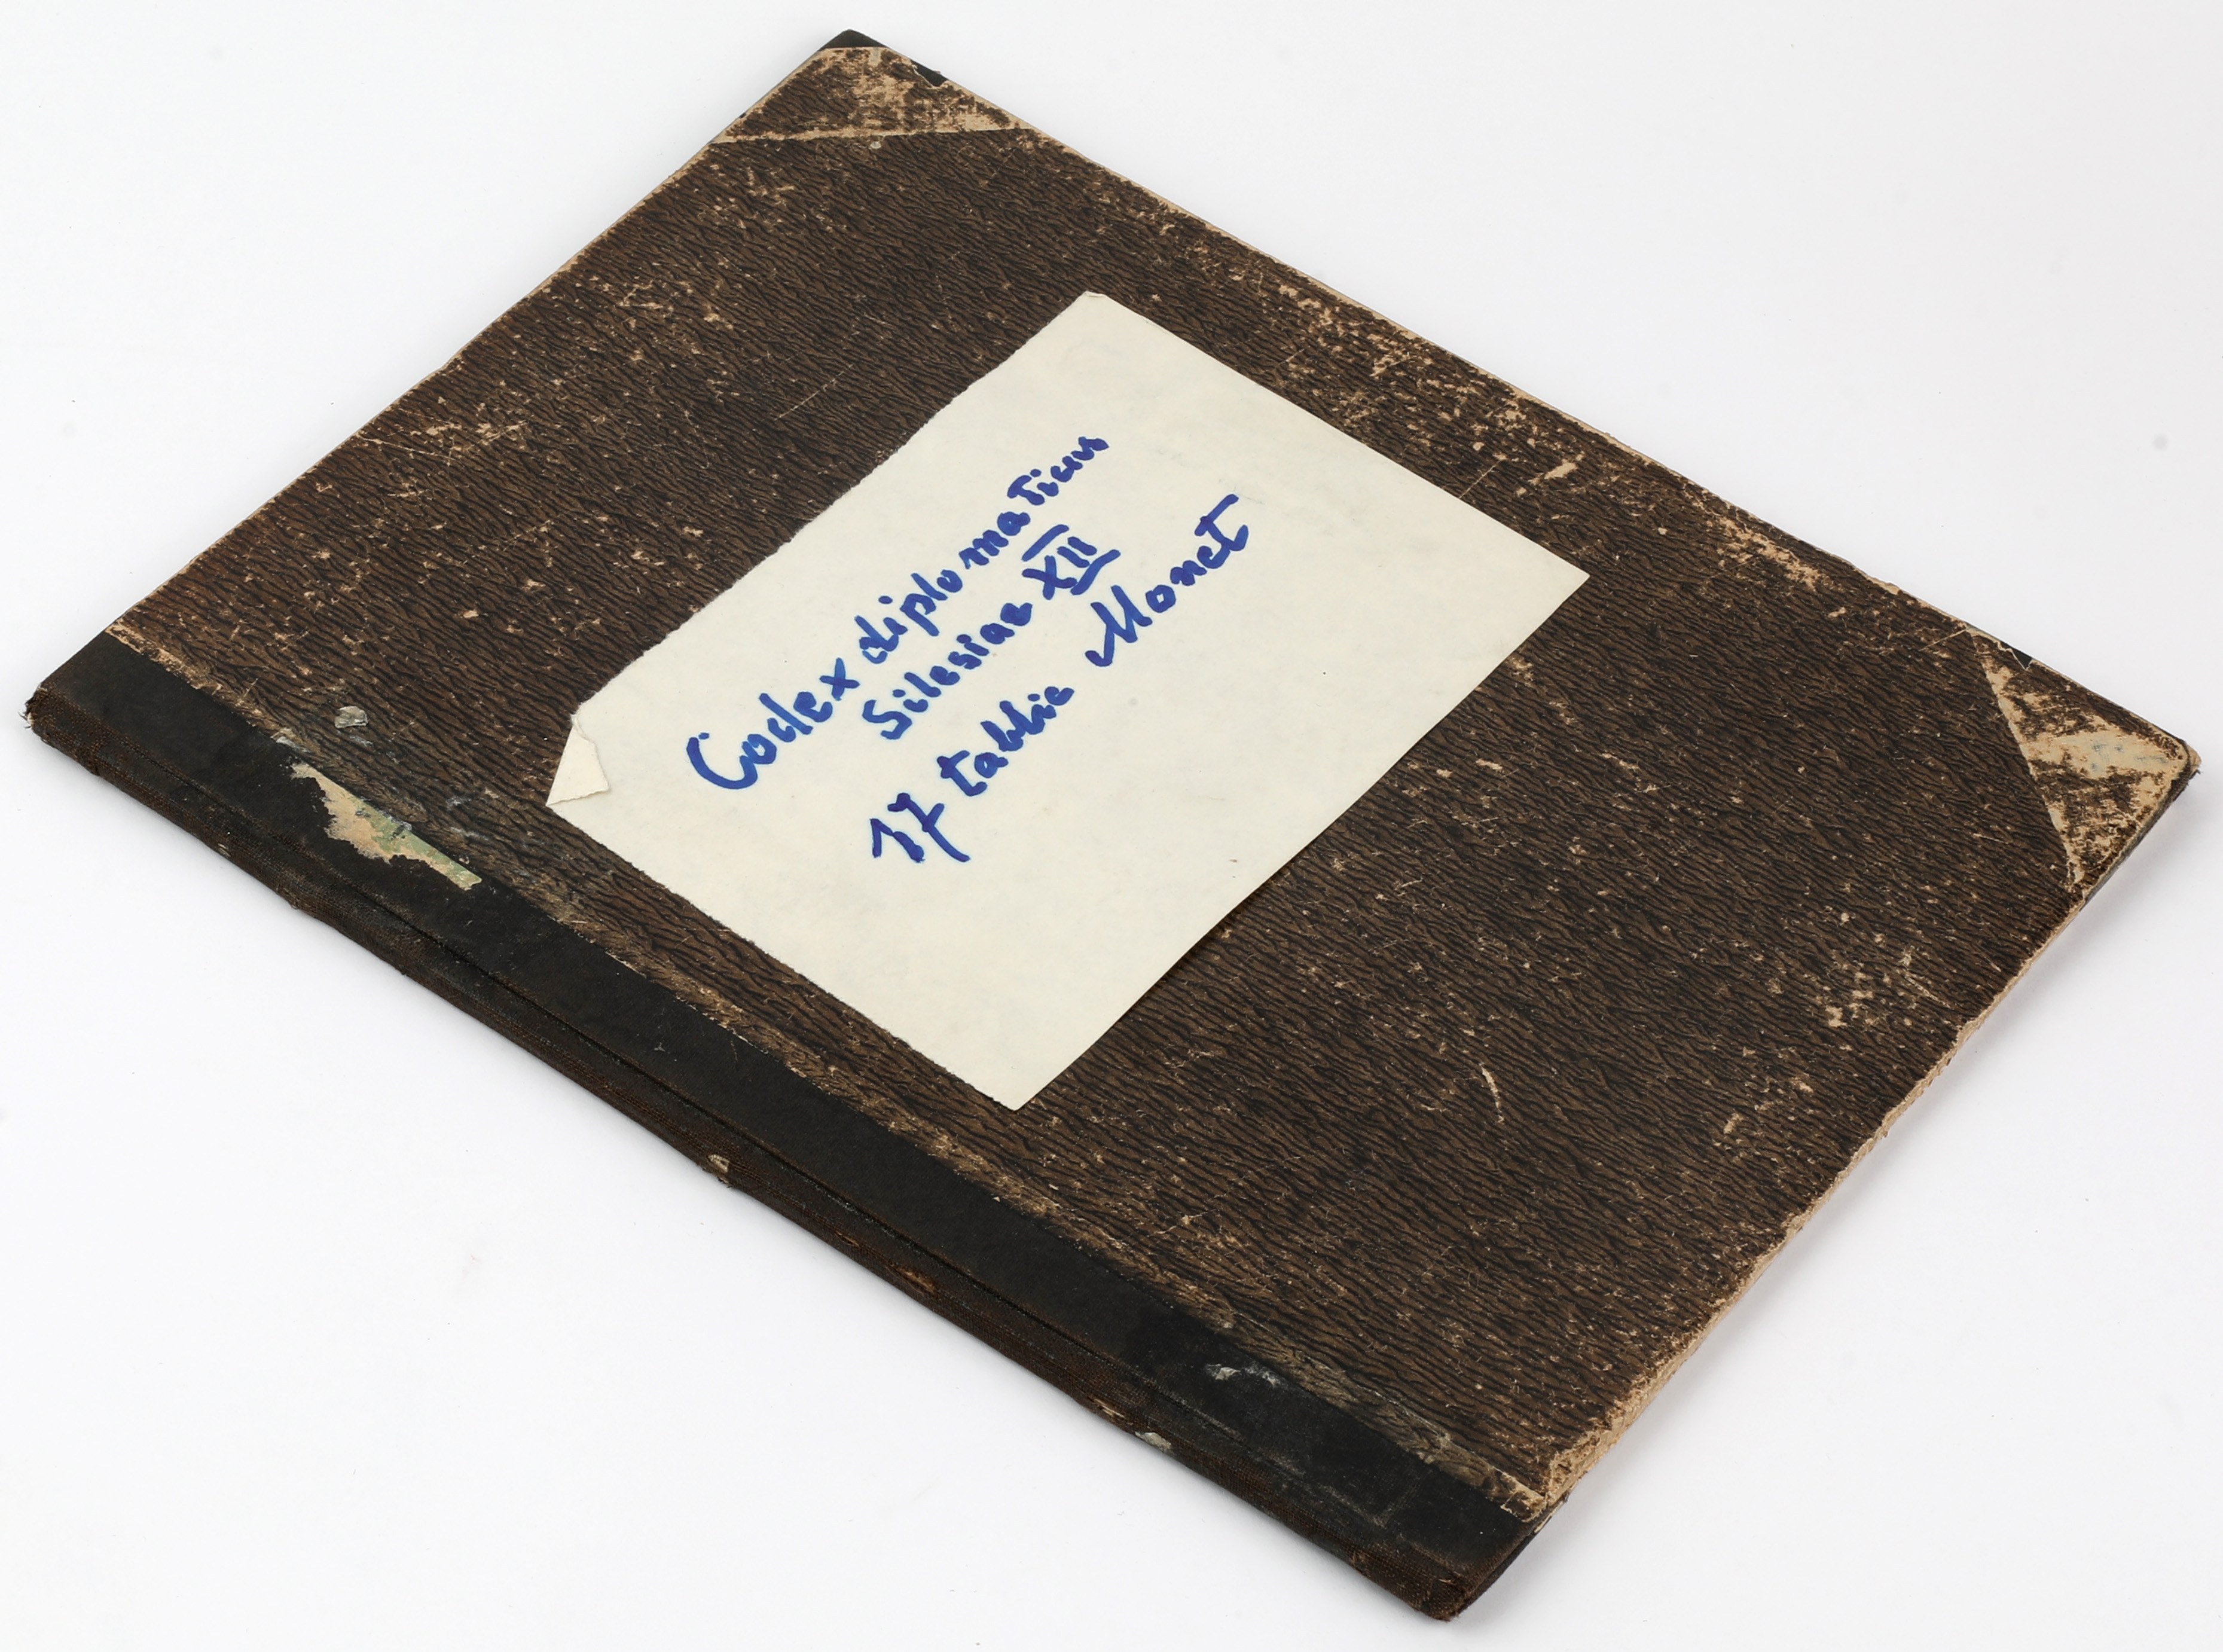 Codex diplomaticus
Silesiae XII
17 tablic Monet